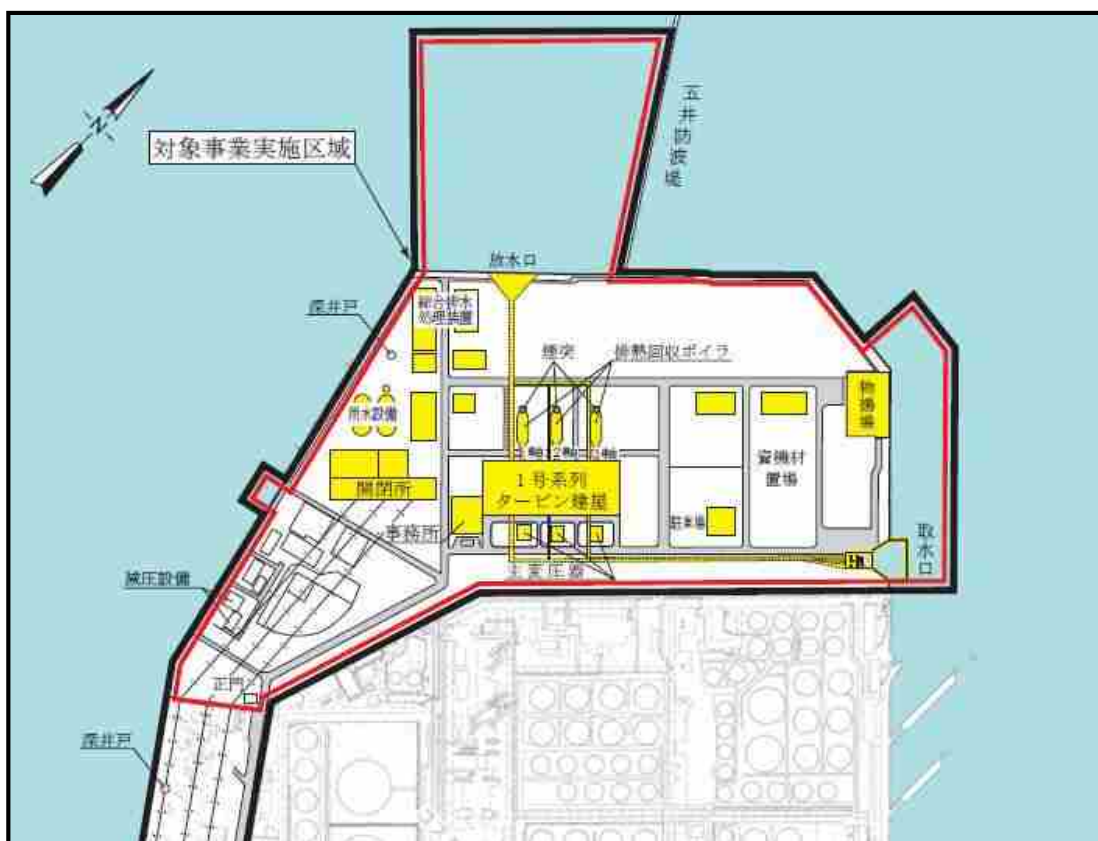 五井防波堤
N
対象事業実施区域
放水口
深井戸
総合排水
処理装置
煙突
排熱回収ボイラ
物揚場
用水設備
1軸 2軸 3軸
1号系列
タービン建屋
資機材
置場
開閉所
事務所
駐車場
取水口
主変圧器
減圧設備
正門
深井戸